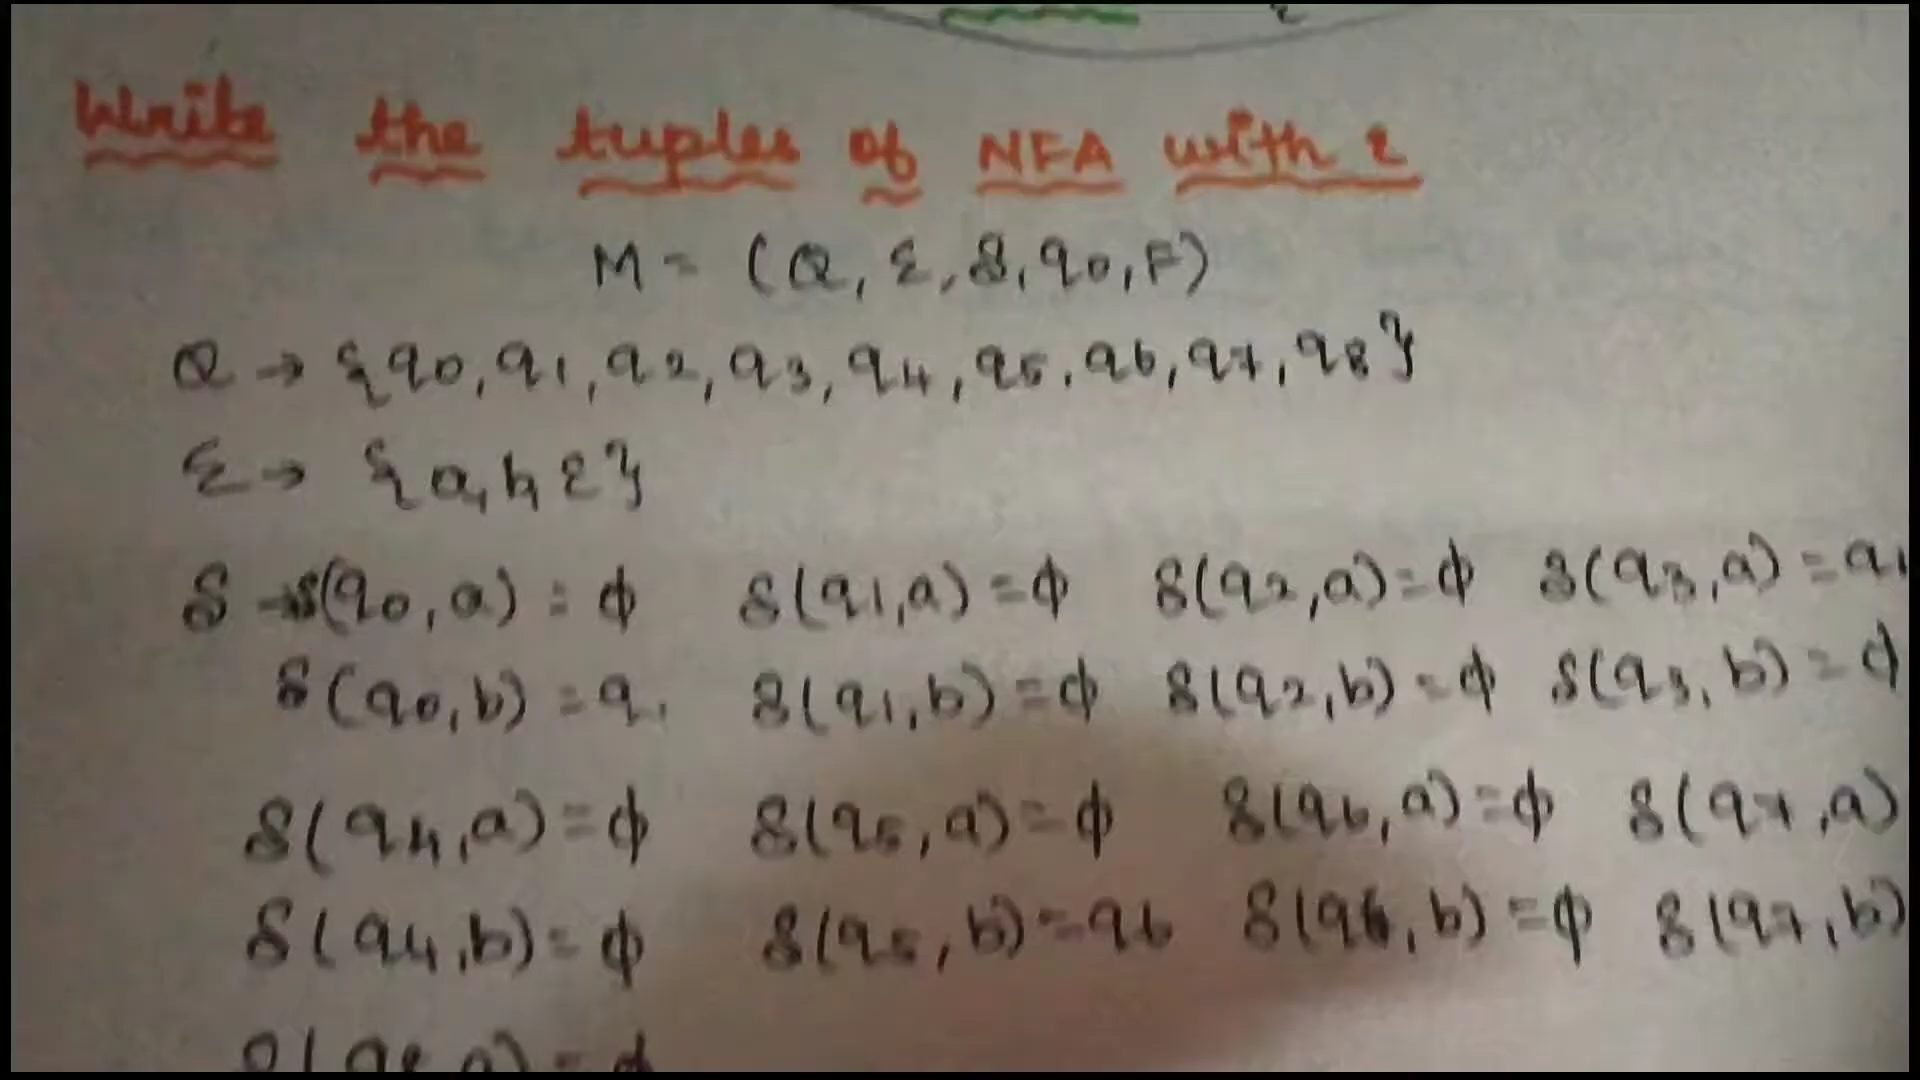 Write the tuples of NFA with ε
M = (Q, Σ, δ, q0, F)
Q → {q0, q1, q2, q3, q4, q5, q6, q7, q8}
Σ → {a, b, ε}
δ → δ(q0, a) = ϕ δ(q1, a) = ϕ δ(q2, a) = ϕ δ(q3, a) = q
δ(q0, b) = q1 δ(q1, b) = ϕ δ(q2, b) = ϕ δ(q3, b) = ϕ
δ(q4, a) = ϕ δ(q5, a) = ϕ δ(q6, a) = ϕ δ(q7, a)
δ(q4, b) = ϕ δ(q5, b) = q6 δ(q6, b) = ϕ δ(q7, b)
δ(q8, a) = ϕ